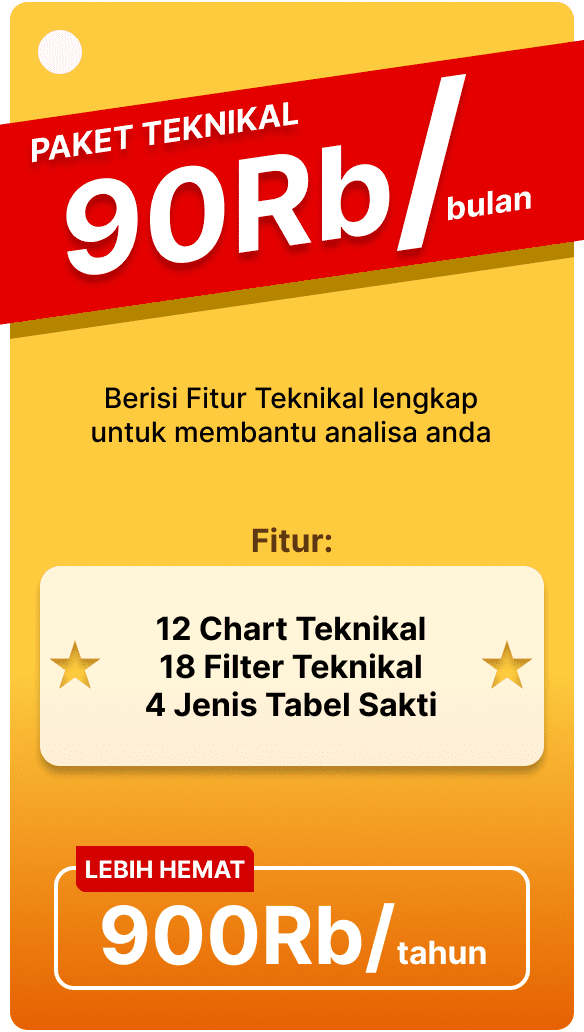 PAKET TEKNIKAL
90Rb/bulan
Berisi Fitur Teknikal lengkap
untuk membantu analisa anda
Fitur:
12 Chart Teknikal
18 Filter Teknikal
4 Jenis Tabel Sakti
LEBIH HEMAT
900Rb/tahun